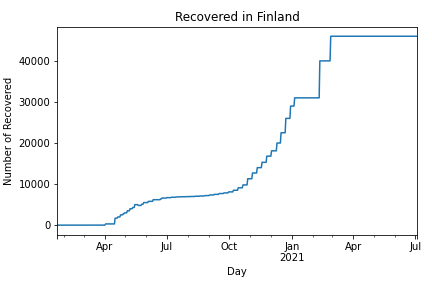 Recovered in Finland
Number of Recovered
40000
30000
20000
10000
0
Apr Jul Oct Jan Apr Jul
2021
Day